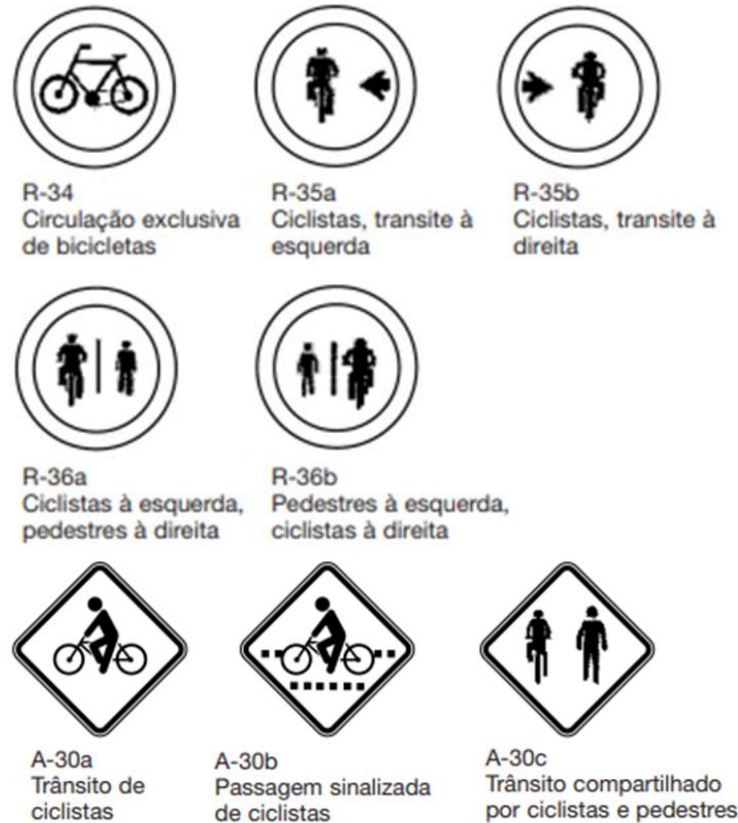 R-34
Circulação exclusiva
de bicicletas
R-35a
Ciclistas, transite à
esquerda
R-35b
Ciclistas, transite à
direita
R-36a
Ciclistas à esquerda,
pedestres à direita
R-36b
Pedestres à esquerda,
ciclistas à direita
A-30a
Trânsito de
ciclistas
A-30b
Passagem sinalizada
de ciclistas
A-30c
Trânsito compartilhado
por ciclistas e pedestres